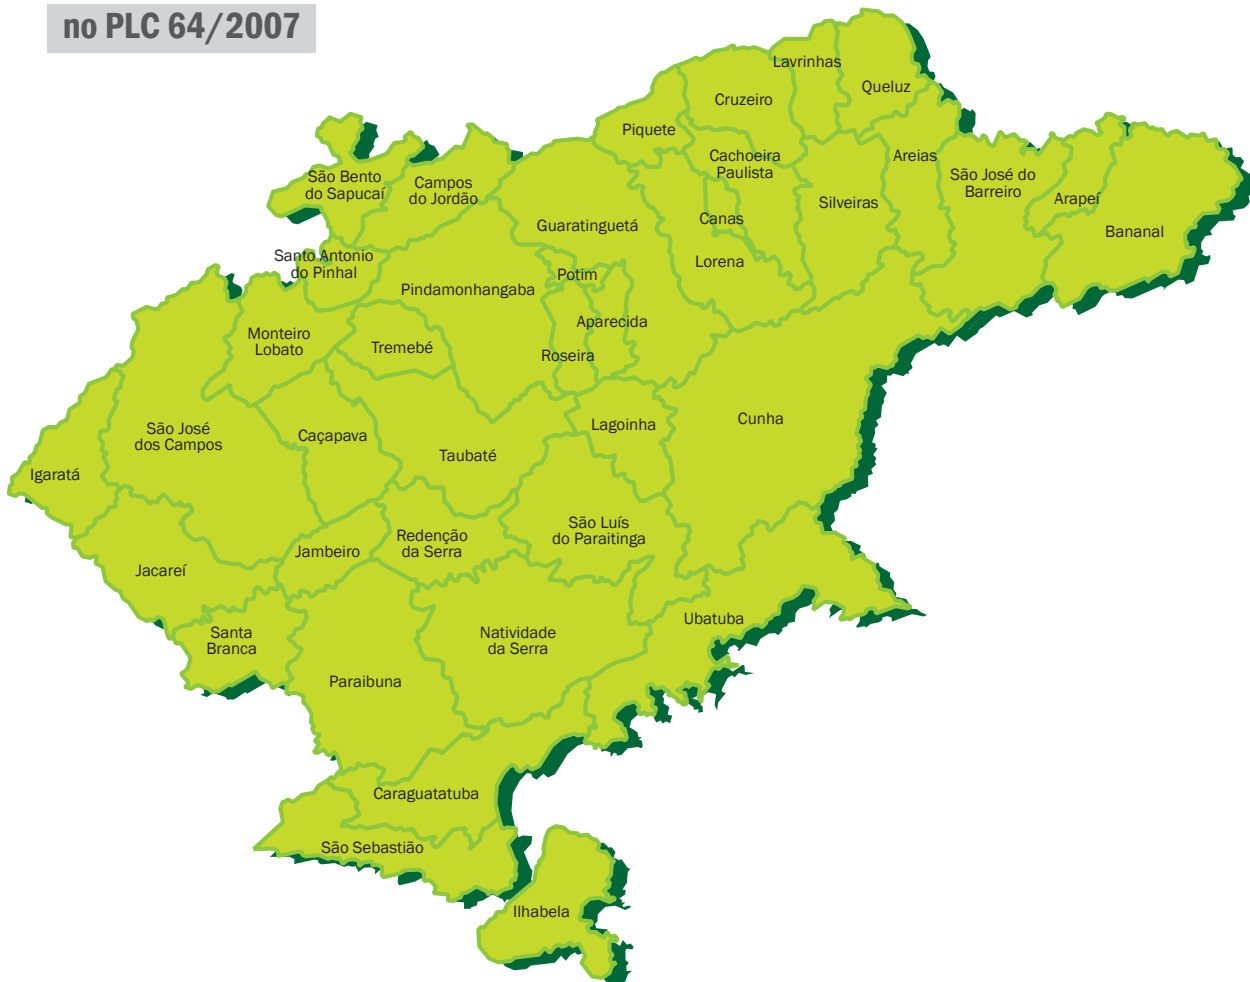 no PLC 64/2007
Lavrinhas
Queluz
Cruzeiro
Piquete
Cachoeira
Paulista
Areias
São José do
Barreiro
Arapeí
Bananal
São Bento
do Sapucaí
Campos
do Jordão
Silveiras
Canas
Guaratinguetá
Lorena
Santo Antonio
do Pinhal
Potim
Pindamonhangaba
Aparecida
Monteiro
Lobato
Tremebé
Roseira
Cunha
Lagoinha
São José
dos Campos
Caçapava
Taubaté
Igaratá
São Luís
do Paraitinga
Redenção
da Serra
Jambeiro
Jacareí
Ubatuba
Santa
Branca
Natividade
da Serra
Paraibuna
Caraguatatuba
São Sebastião
Ilhabela